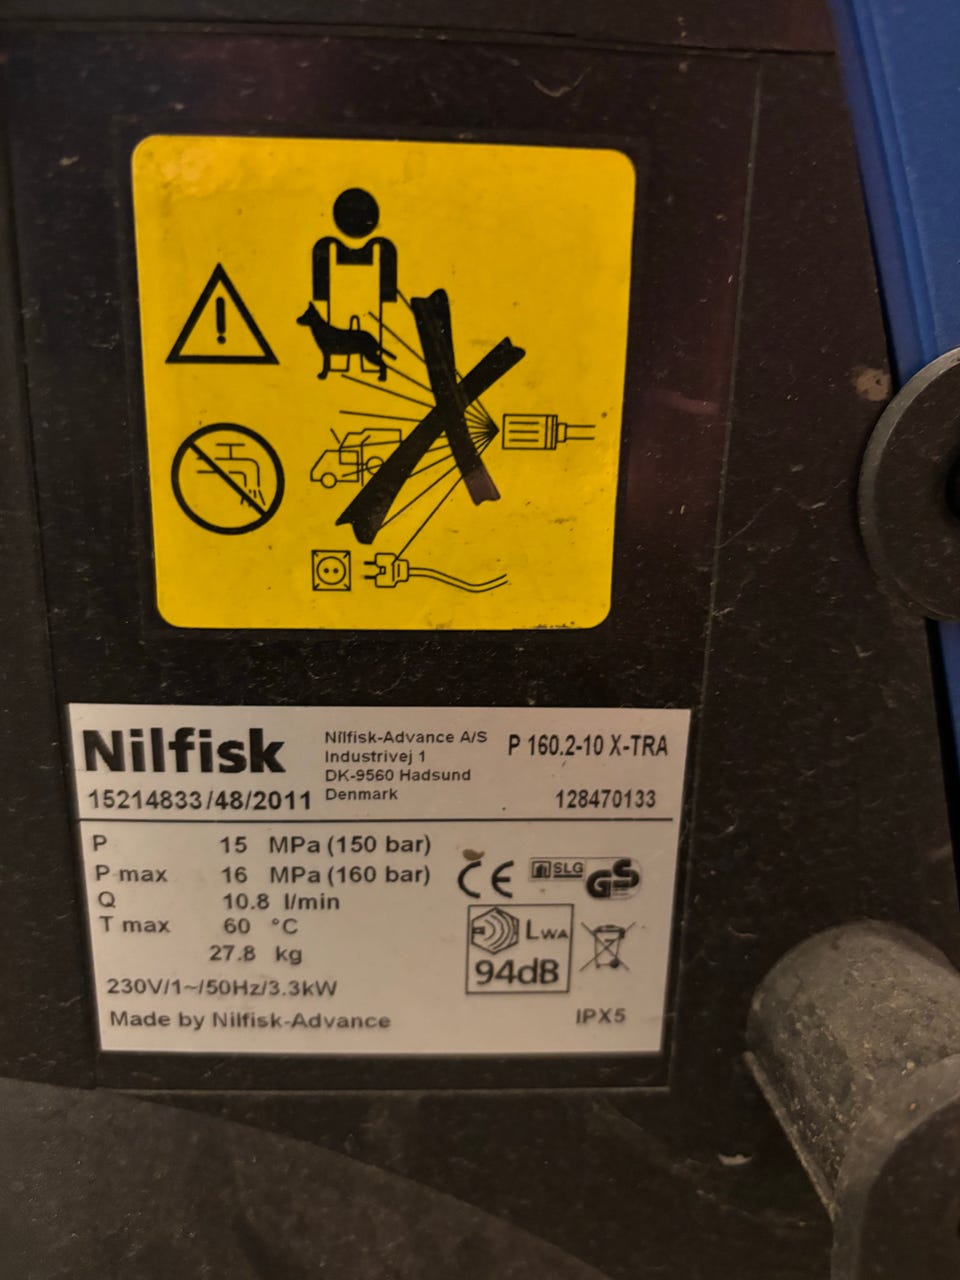 Nilfisk
Nilfisk-Advance A/S
Industrivej 1
DK-9560 Hadsund
Denmark
P 160.2-10 X-TRA
15214833/48/2011
128470133
P 15 MPa (150 bar)
P max 16 MPa (160 bar)
Q 10.8 l/min
T max 60 °C
27.8 kg
230V/1~/50Hz/3.3kW
Made by Nilfisk-Advance
CE
SLG
GS
LWA
94dB
IPX5